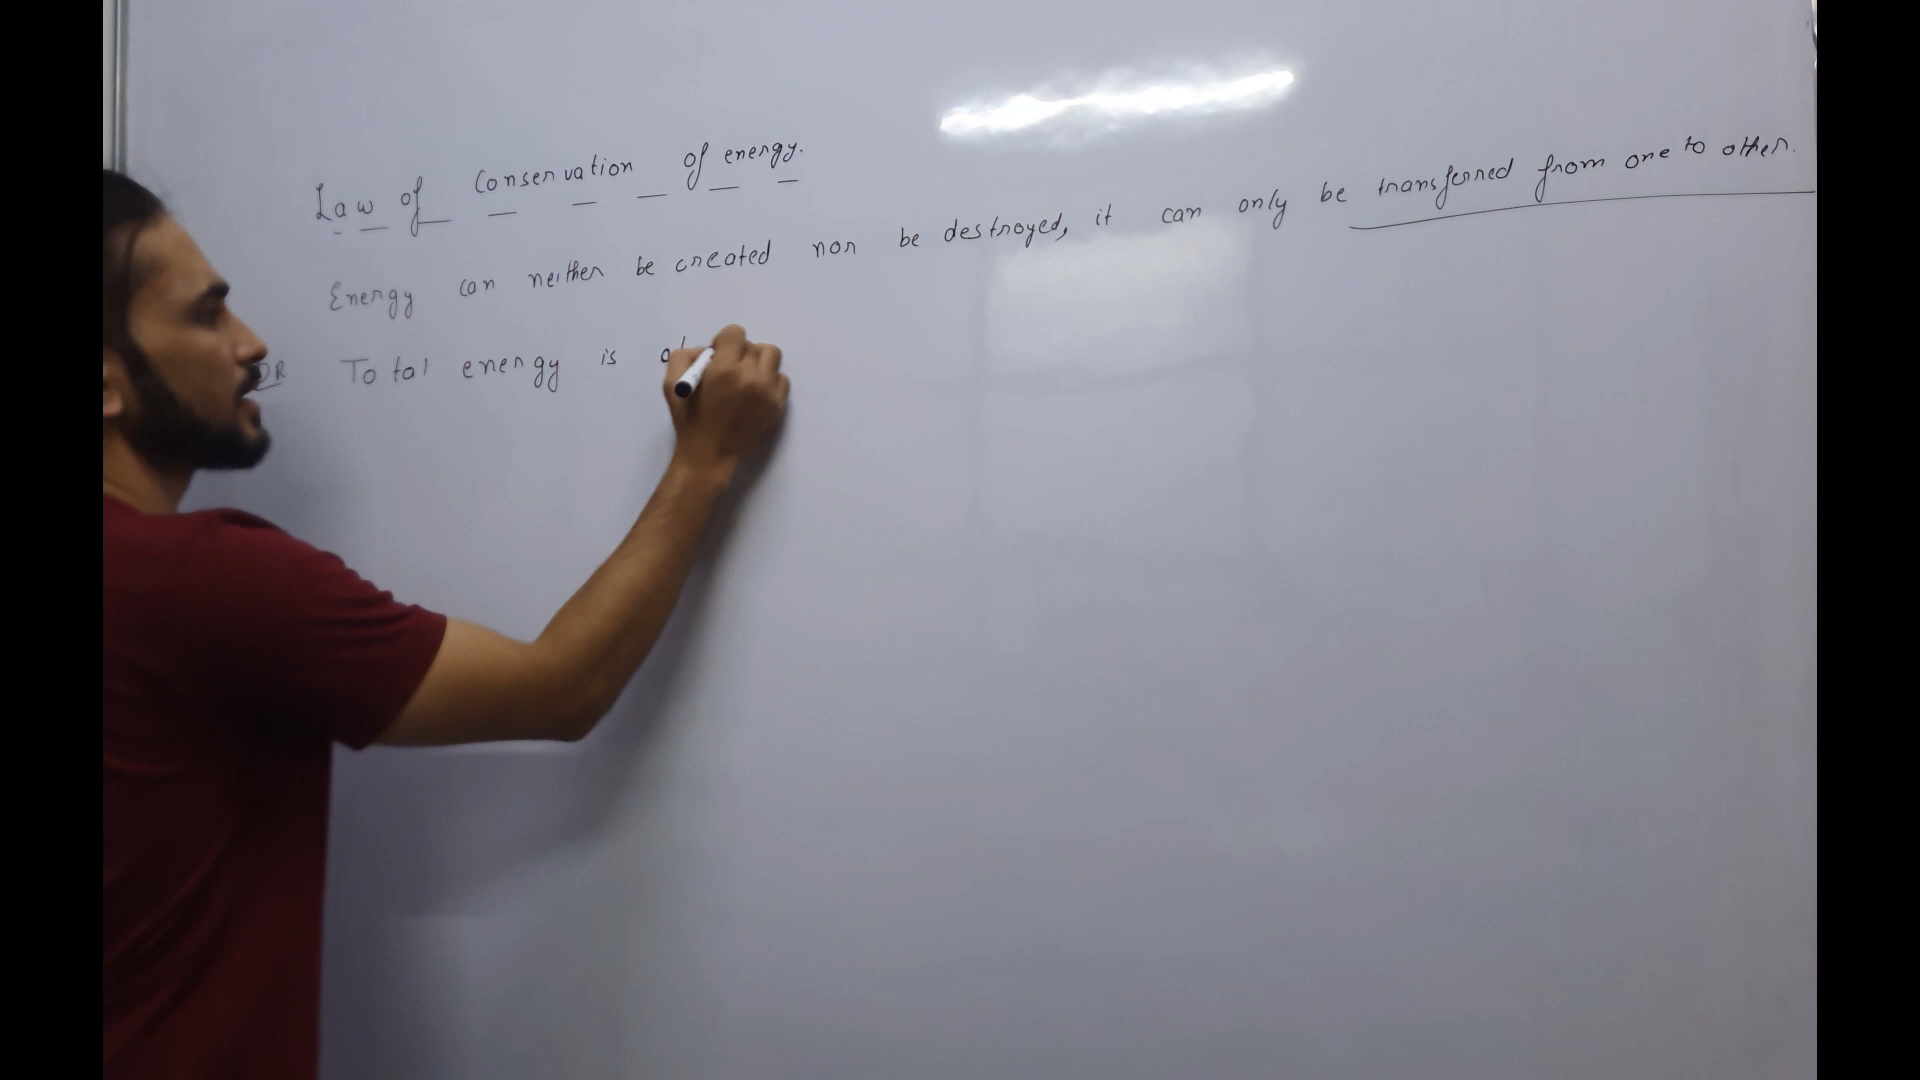 Law of Conservation of energy.
Energy can neither be created nor be destroyed, it can only be transferred from one to other.
OR Total energy is